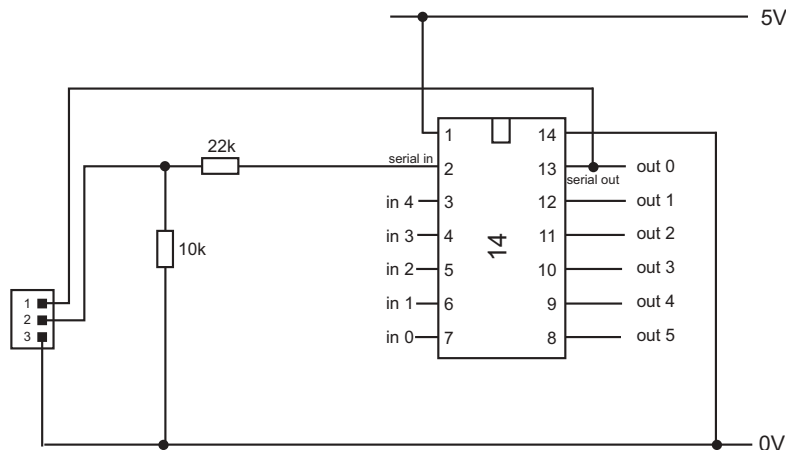 5V
22k
serial in
1
14
2
13
out 0
serial out
in 4
3
12
out 1
in 3
4
11
out 2
10k
14
in 2
5
10
out 3
in 1
6
9
out 4
in 0
7
8
out 5
1
2
3
0V